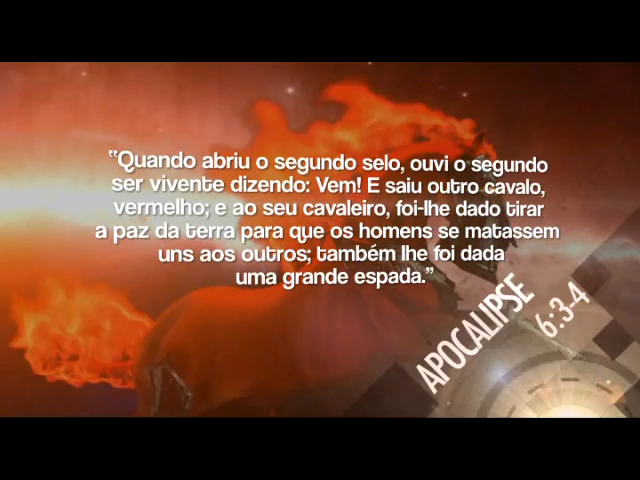 “Quando abriu o segundo selo, ouvi o segundo
ser vivente dizendo: Vem! E saiu outro cavalo,
vermelho; e ao seu cavaleiro, foi-lhe dado tirar
a paz da terra para que os homens se matassem
uns aos outros; também lhe foi dada
uma grande espada.”
APOCALIPSE
6:3-4